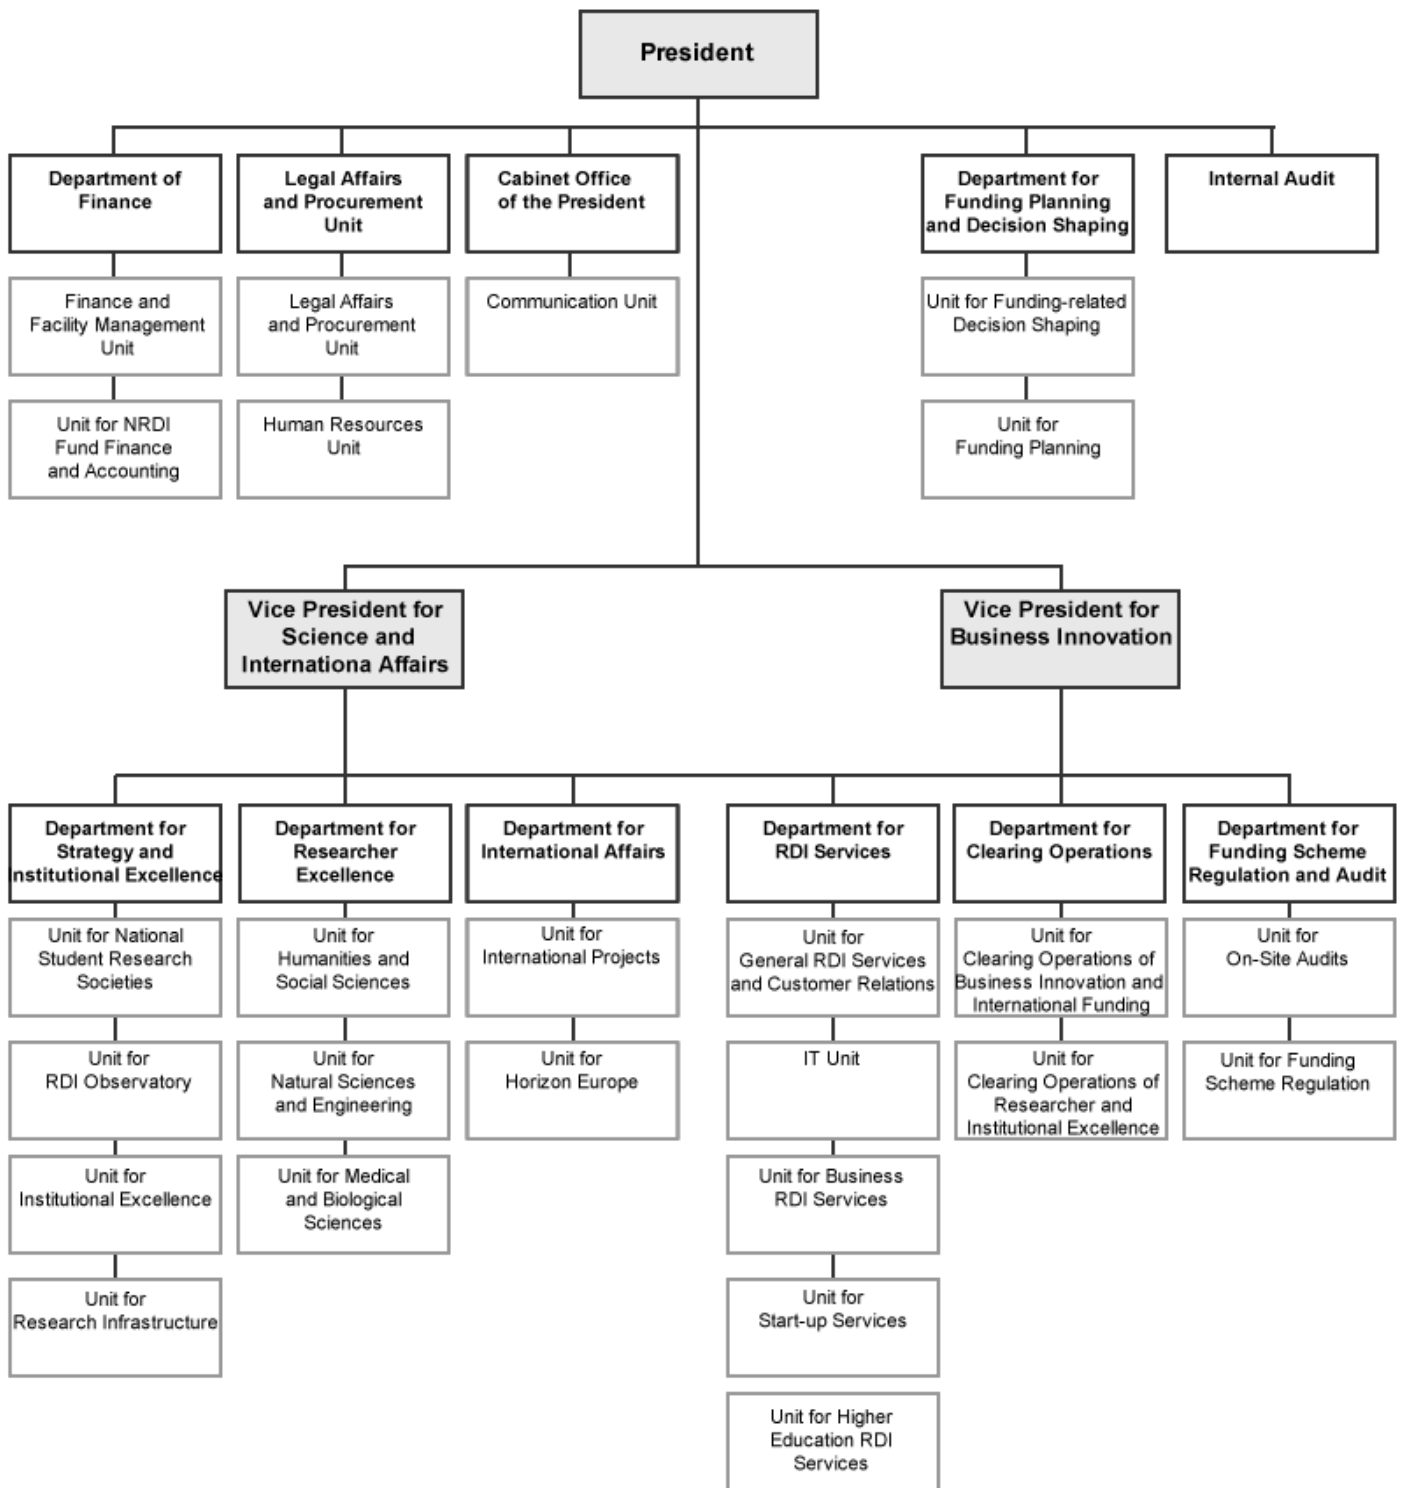 President
Department of
Finance
Legal Affairs
and Procurement
Unit
Cabinet Office
of the President
Department for
Funding Planning
and Decision Shaping
Internal Audit
Finance and
Facility Management
Unit
Legal Affairs
and Procurement
Unit
Communication Unit
Unit for Funding-related
Decision Shaping
Unit for NRDI
Fund Finance
and Accounting
Human Resources
Unit
Unit for
Funding Planning
Vice President for
Science and
Internationa Affairs
Vice President for
Business Innovation
Department for
Strategy and
Institutional Excellence
Department for
Researcher
Excellence
Department for
International Affairs
Department for
RDI Services
Department for
Clearing Operations
Department for
Funding Scheme
Regulation and Audit
Unit for National
Student Research
Societies
Unit for
Humanities and
Social Sciences
Unit for
International Projects
Unit for
General RDI Services
and Customer Relations
Unit for
Clearing Operations of
Business Innovation and
International Funding
Unit for
On-Site Audits
Unit for
RDI Observatory
Unit for
Natural Sciences
and Engineering
Unit for
Horizon Europe
IT Unit
Unit for
Clearing Operations of
Researcher and
Institutional Excellence
Unit for Funding
Scheme Regulation
Unit for
Institutional Excellence
Unit for Medical
and Biological
Sciences
Unit for Business
RDI Services
Unit for
Research Infrastructure
Unit for
Start-up Services
Unit for Higher
Education RDI
Services